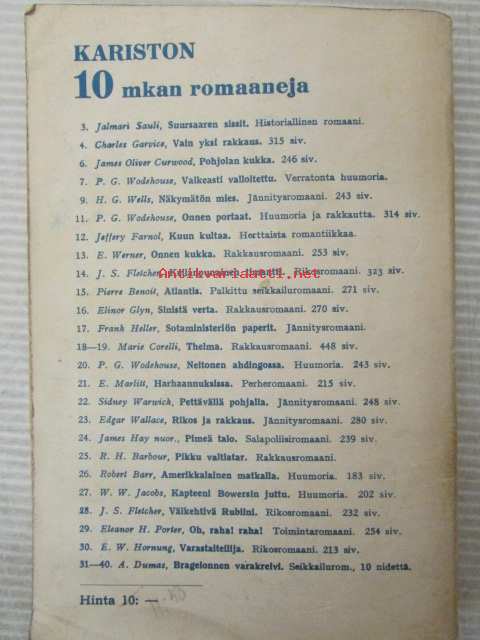 KARISTON
10 mkan romaaneja
3. Jalmari Sauli, Suursaaren sissit. Historiallinen romaani.
4. Charles Garvice, Vain yksi rakkaus. 315 siv.
6. James Oliver Curwood, Pohjolan kukka. 246 siv.
7. P. G. Wodehouse, Vaikeasti valloitettu. Verratonta huumoria.
9. H. G. Wells, Näkymätön mies. Jännitysromaani. 243 siv.
11. P. G. Wodehouse, Onnen portaat. Huumoria ja rakkautta. 314 siv.
12. Jeffery Farnol, Kuun kultaa. Herttaista romantiikkaa.
13. E. Werner, Onnen kukka. Rakkausromaani. 253 siv.
14. J. S. Fletcher, timantti. Rikosromaani. 323 siv.
15. Pierre Benoit, Atlantis. Palkittu seikkailuromaani. 271 siv.
16. Elinor Glyn, Sinistä verta. Rakkausromaani. 270 siv.
17. Frank Heller, Sotaministeriön paperit. Jännitysromaani.
18—19. Marie Corelli, Thelma. Rakkausromaani. 448 siv.
20. P. G. Wodehouse, Neitonen ahdingossa. Huumoria. 243 siv.
21. E. Marlitt, Harhaannuksissa. Perheromaani. 215 siv.
22. Sidney Warwick, Pettävällä pohjalla. Jännitysromaani. 248 siv.
23. Edgar Wallace, Rikos ja rakkaus. Jännitysromaani. 280 siv.
24. James Hay nuor., Pimeä talo. Salapoliisiromaani. 239 siv.
25. R. H. Barbour, Pikku valtiatar. Rakkausromaani.
26. Robert Barr, Amerikkalainen matkalla. Huumoria. 183 siv.
27. W. W. Jacobs, Kapteeni Bowersin juttu. Huumoria. 202 siv.
28. J. S. Fletcher, Välkehtivä Rubiini. Rikosromaani. 232 siv.
29. Eleanor H. Porter, Oh, raha! raha! Toimintaromaani. 254 siv.
30. E. W. Hornung, Varastelija. Rikosromaani. 213 siv.
31—40. A. Dumas, Bragelonnen varakreivi. Seikkailurom., 10 nidettä.
Hinta 10: —